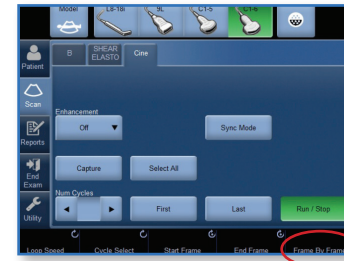 Model L8-18i 9L C1-5 C1-6
Patient
B SHEAR ELASTO Cine
Scan
Enhancement
Off Sync Mode
Reports
Capture Select All
End Exam
Num Cycles
First Last Run / Stop
Utility
Loop Speed Cycle Select Start Frame End Frame Frame By Frame